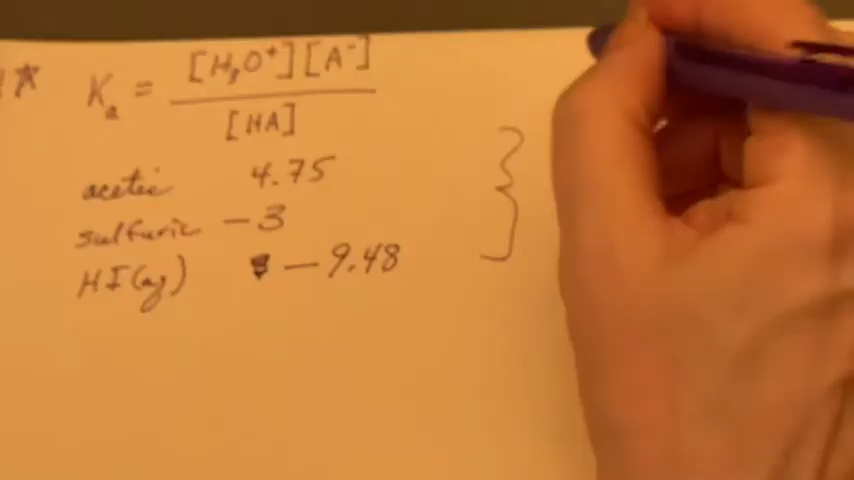 Ka = [H3O+][A-]
[HA]
acetic 4.75
sulfuric -3
HI(aq) -9.48